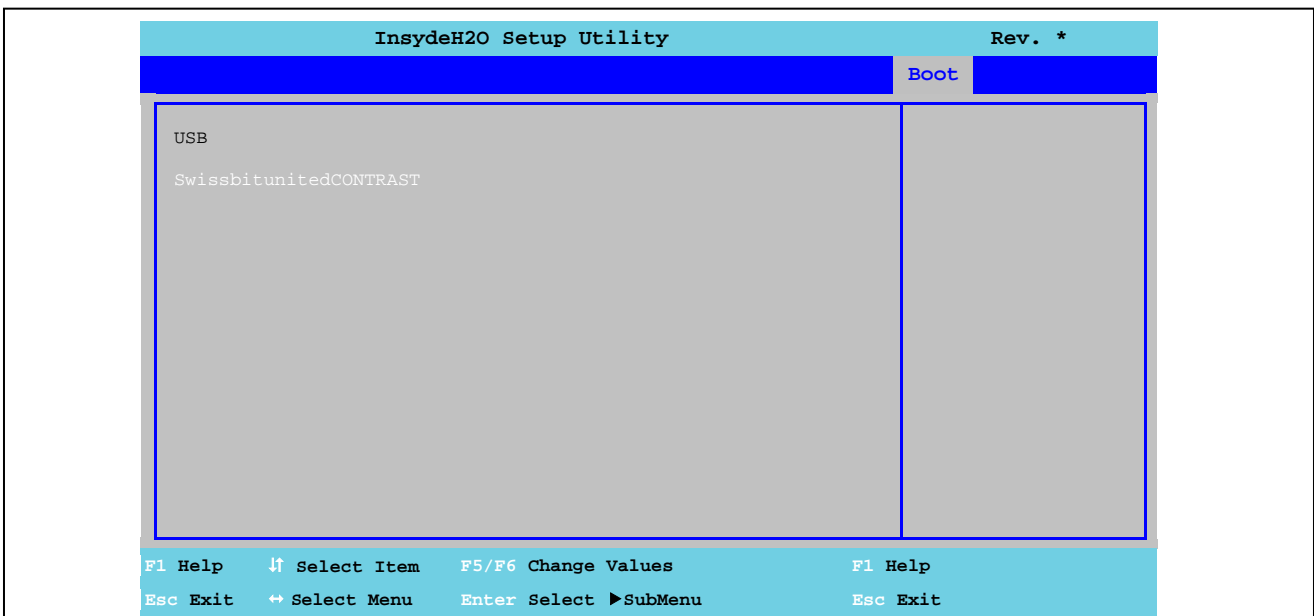 InsydeH2O Setup Utility Rev. *
Boot
USB
SwissbitunitedCONTRAST
F1 Help ↓↑ Select Item F5/F6 Change Values F1 Help
Esc Exit ↔ Select Menu Enter Select ▶SubMenu Esc Exit